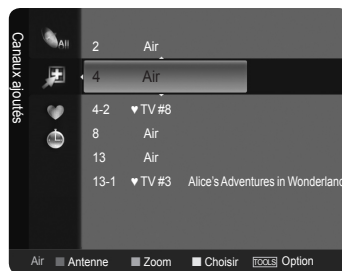 Canaux ajoutés
All
2 Air
4 Air
4-2 ♥ TV #8
8 Air
13 Air
13-1 ♥ TV #3 Alice's Adventures in Wonderland
Air Antenne Zoom Choisir TOOLS Option